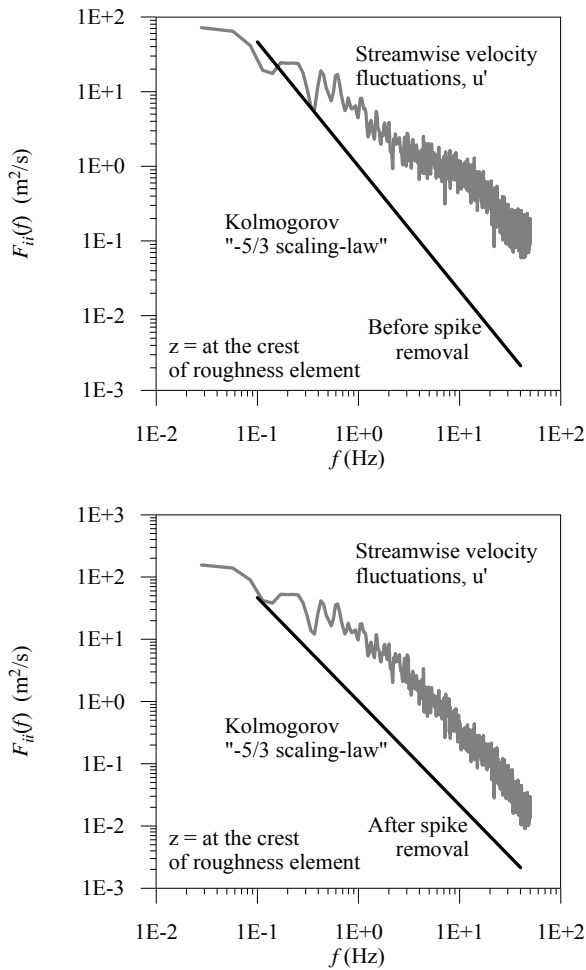 1E+2
Streamwise velocity
fluctuations, u'
1E+1
1E+0
F_ii(f) (m²/s)
Kolmogorov
"-5/3 scaling-law"
1E-1
1E-2
Before spike
removal
z = at the crest
of roughness element
1E-3
1E-2 1E-1 1E+0 1E+1 1E+2
f (Hz)
1E+3
Streamwise velocity
fluctuations, u'
1E+2
1E+1
1E+0
F_ii(f) (m²/s)
Kolmogorov
"-5/3 scaling-law"
1E-1
1E-2
After spike
removal
z = at the crest
of roughness element
1E-3
1E-2 1E-1 1E+0 1E+1 1E+2
f (Hz)